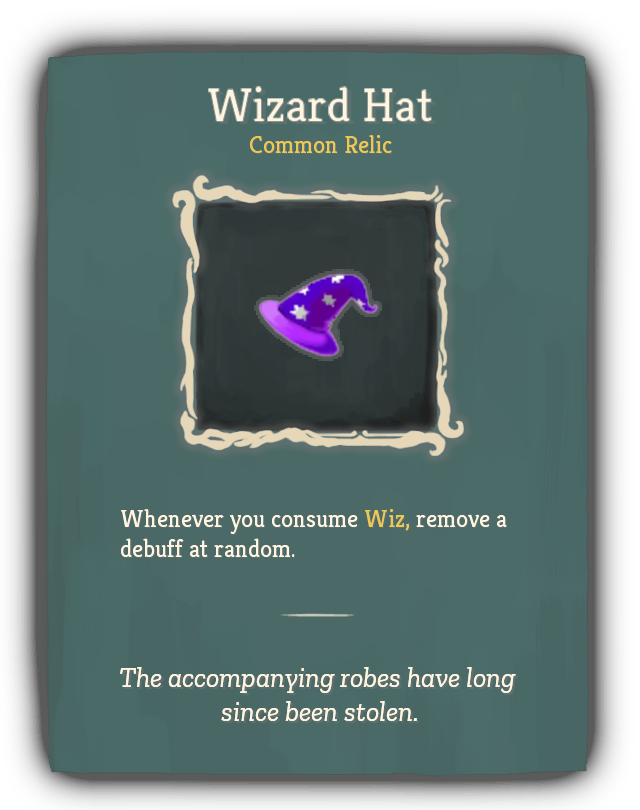 Wizard Hat
Common Relic
Whenever you consume Wiz, remove a
debuff at random.
The accompanying robes have long
since been stolen.